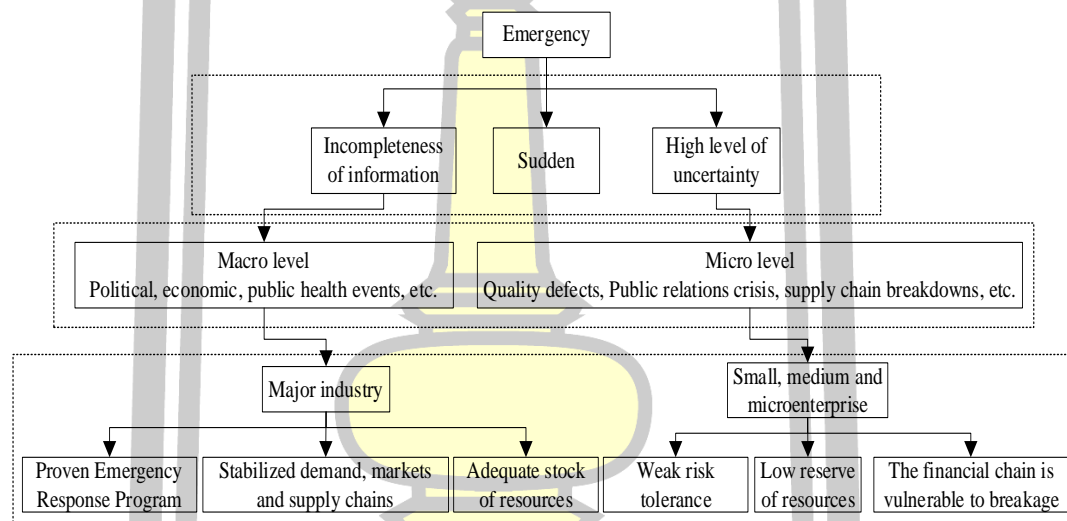 Emergency
Incompleteness
of information
Sudden
High level of
uncertainty
Macro level
Political, economic, public health events, etc.
Micro level
Quality defects, Public relations crisis, supply chain breakdowns, etc.
Major industry
Small, medium and
microenterprise
Proven Emergency
Response Program
Stabilized demand, markets
and supply chains
Adequate stock
of resources
Weak risk
tolerance
Low reserve
of resources
The financial chain is
vulnerable to breakage